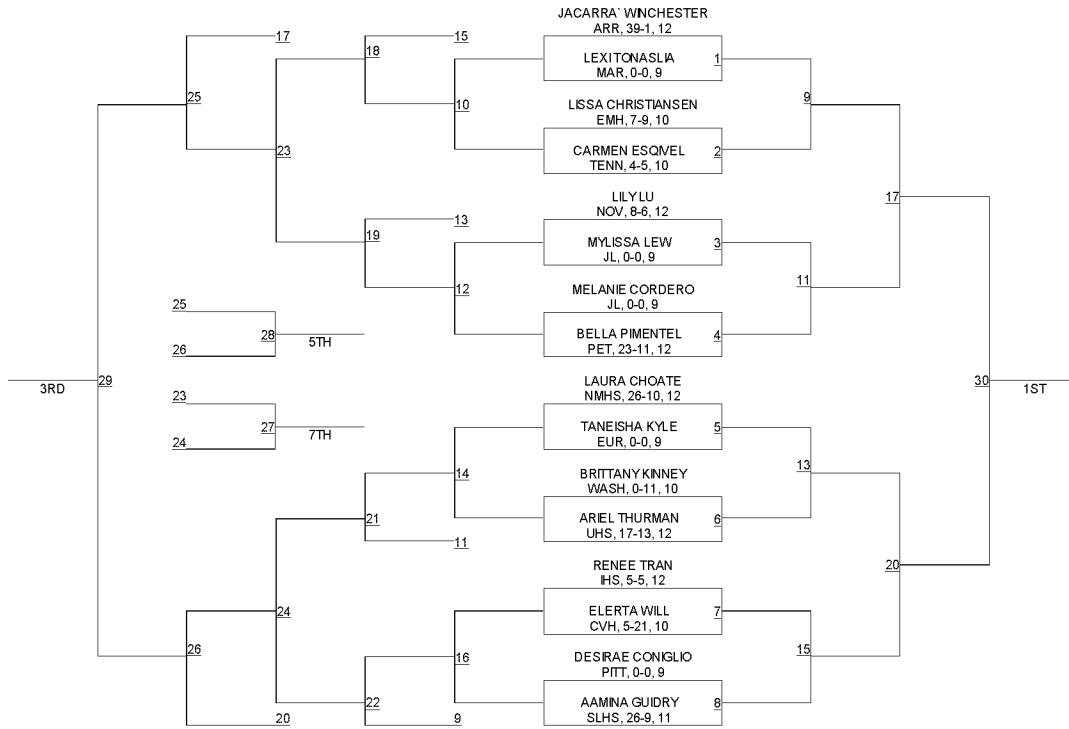 JACARRA` WINCHESTER
ARR, 39-1, 12
17
15
18
LEXITONASLIA
1
MAR, 0-0, 9
25
10
LISSA CHRISTIANSEN
9
EMH, 7-9, 10
23
CARMEN ESQIVEL
2
TENN, 4-5, 10
LILY LU
17
NOV, 8-6, 12
13
19
MYLISSA LEW
3
JL, 0-0, 9
12
MELANIE CORDERO
11
JL, 0-0, 9
25
28
BELLA PIMENTEL
4
5TH
26
PET, 23-11, 12
29
LAURA CHOATE
30
3RD
NMHS, 26-10, 12
1ST
23
27
TANEISHA KYLE
5
7TH
24
EUR, 0-0, 9
14
BRITTANY KINNEY
13
WASH, 0-11, 10
21
ARIEL THURMAN
6
UHS, 17-13, 12
11
RENEE TRAN
20
IHS, 5-5, 12
24
ELERTA WILL
7
CVH, 5-21, 10
26
16
DESIRAE CONIGLIO
15
PITT, 0-0, 9
22
AAMINA GUIDRY
8
20
9
SLHS, 26-9, 11